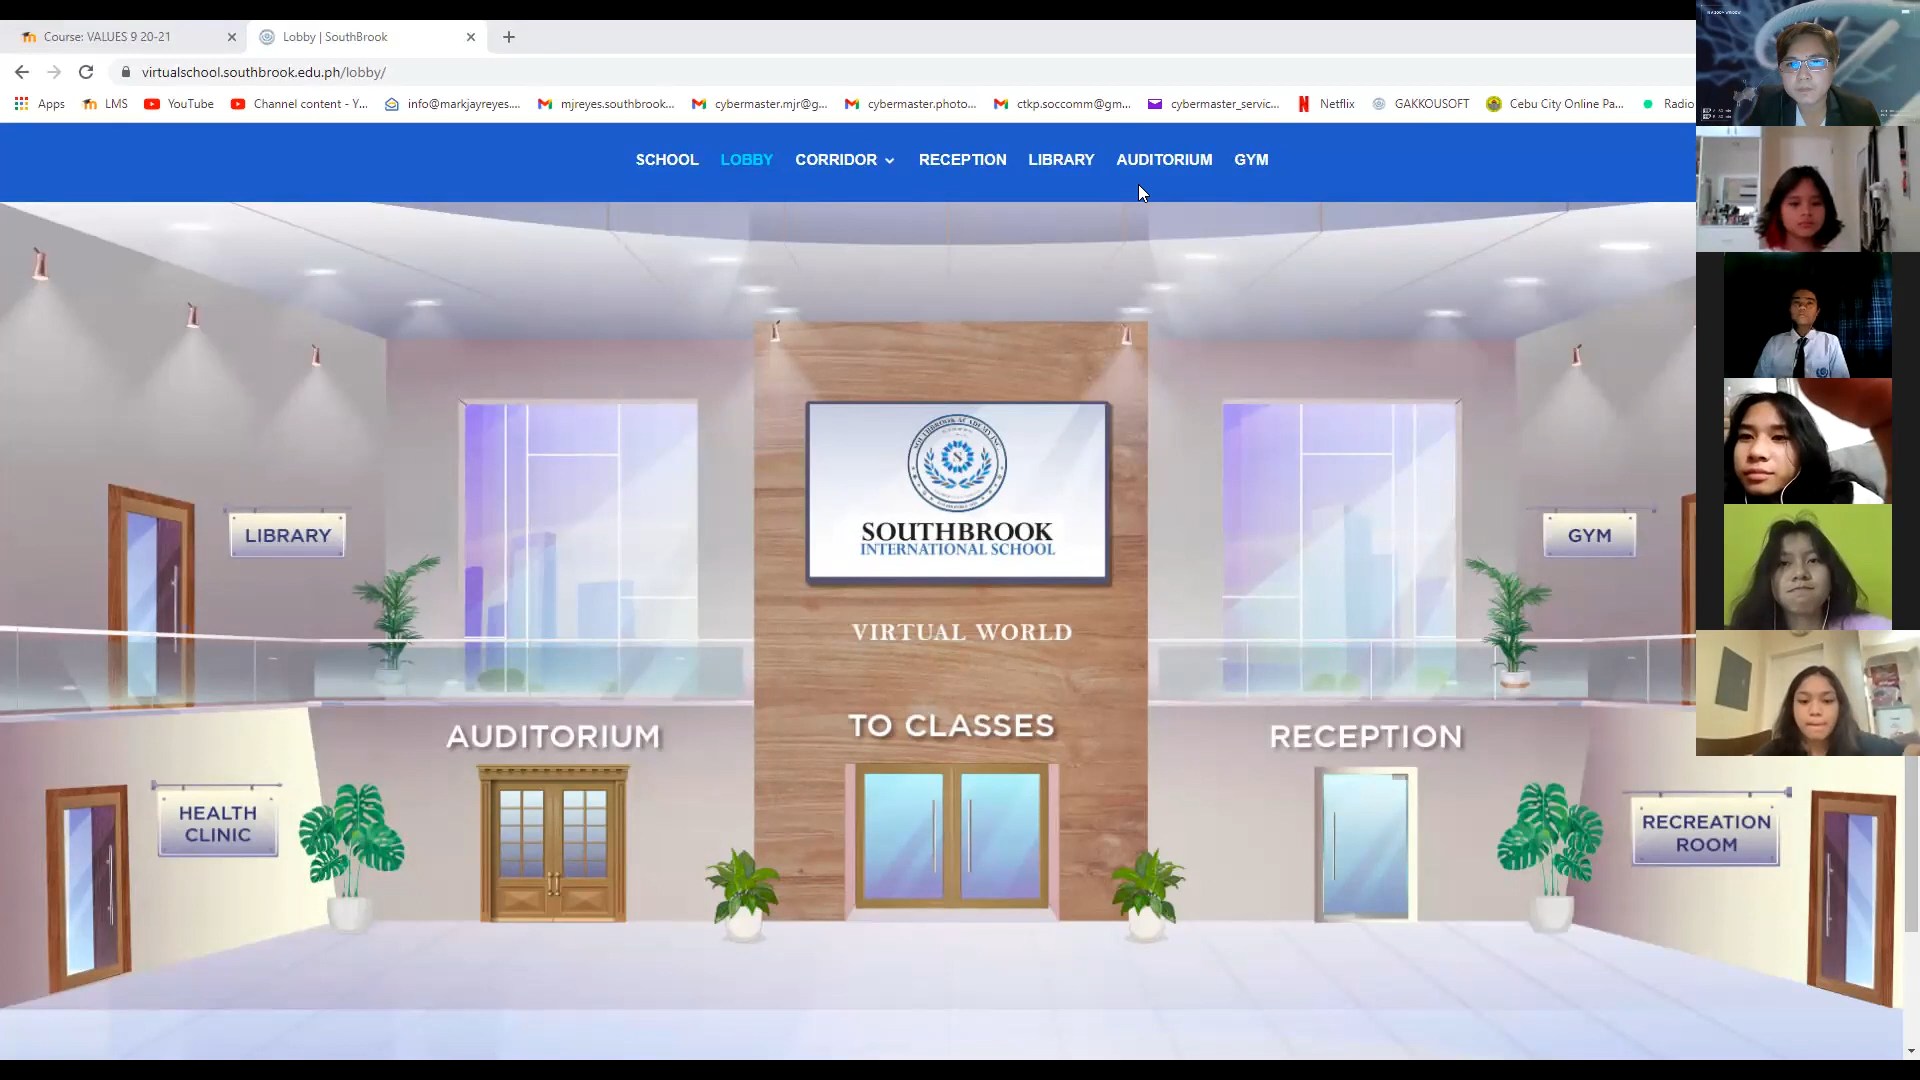 Course: VALUES 9 20-21
Lobby | SouthBrook
virtualschool.southbrook.edu.ph/lobby/
Apps
LMS
YouTube
Channel content - Y...
info@markjayreyes....
mjreyes.southbrook...
cybermaster.mjr@g...
cybermaster.photo...
ctkp.soccomm@gm...
cybermaster_servic...
Netflix
GAKKOUSOFT
Cebu City Online Pa...
Radio
SCHOOL LOBBY CORRIDOR RECEPTION LIBRARY AUDITORIUM GYM
SOUTHBROOK ACADEMY INC
S
SOUTHBROOK
INTERNATIONAL SCHOOL
LIBRARY
GYM
VIRTUAL WORLD
AUDITORIUM
TO CLASSES
RECEPTION
HEALTH
CLINIC
RECREATION
ROOM